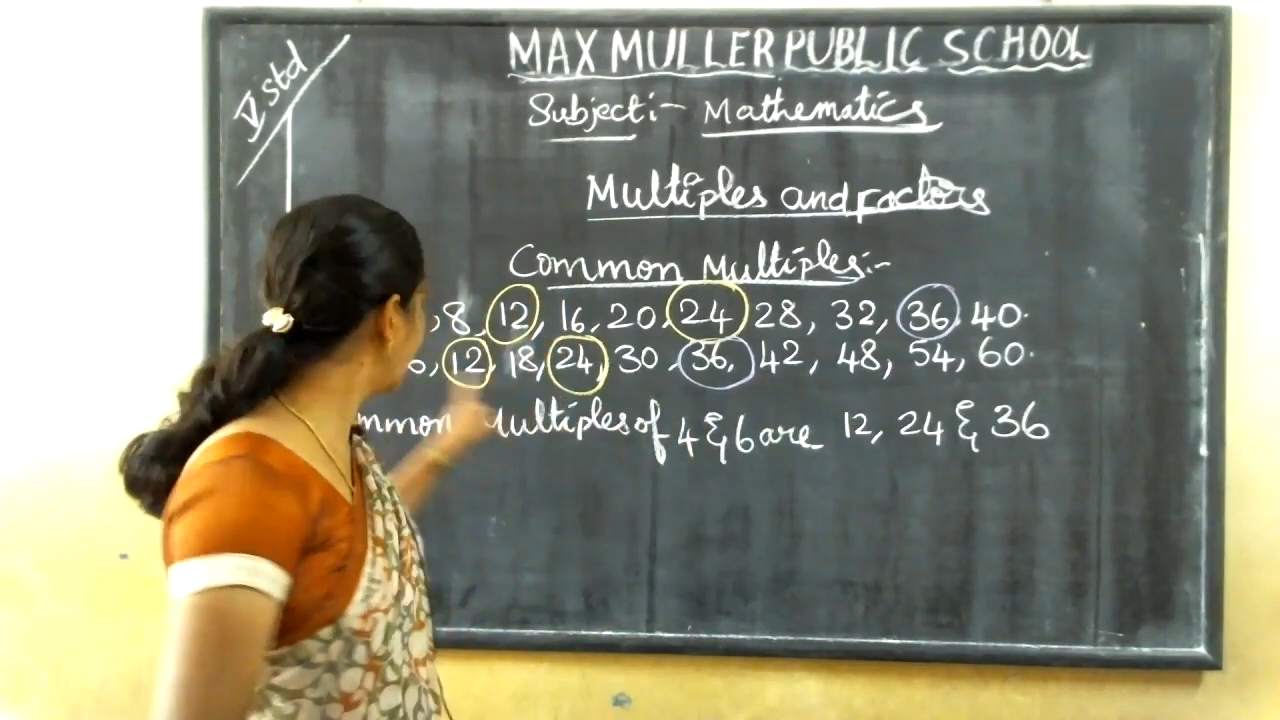 V std
MAX MULLER PUBLIC SCHOOL
Subject:- Mathematics
Multiples and factors
Common Multiples:-
, 8, 12, 16, 20, 24 28, 32, 36, 40.
, 12, 18, 24, 30, 36, 42, 48, 54, 60.
mmon Multiples of 4 & 6 are 12, 24 & 36